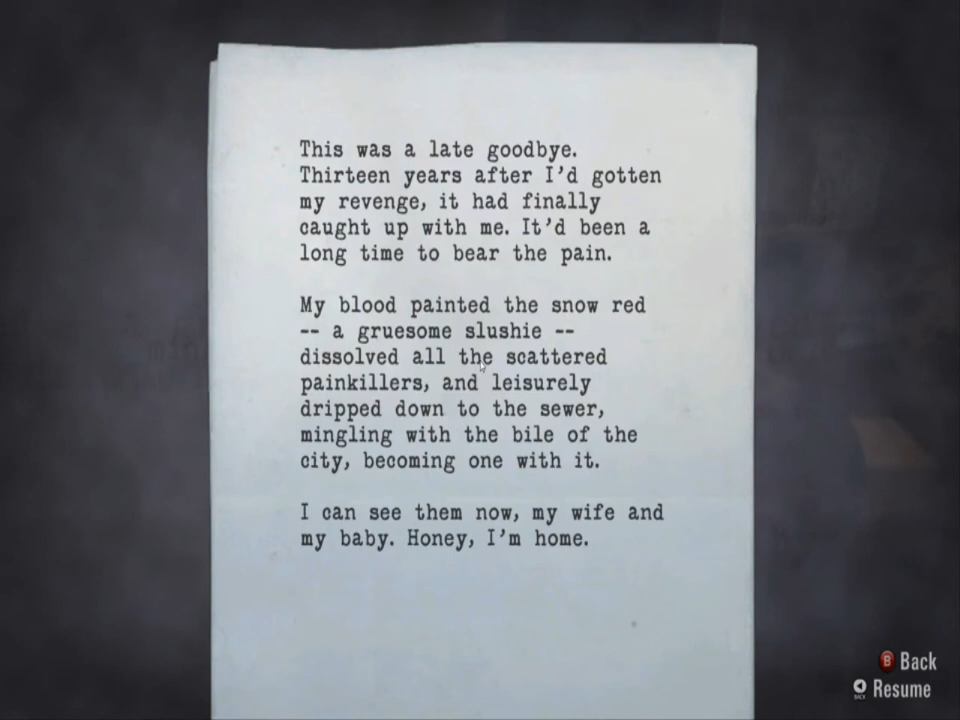 This was a late goodbye.
Thirteen years after I'd gotten
my revenge, it had finally
caught up with me. It'd been a
long time to bear the pain.
My blood painted the snow red
-- a gruesome slushie --
dissolved all the scattered
painkillers, and leisurely
dripped down to the sewer,
mingling with the bile of the
city, becoming one with it.
I can see them now, my wife and
my baby. Honey, I'm home.
B Back
BACK Resume